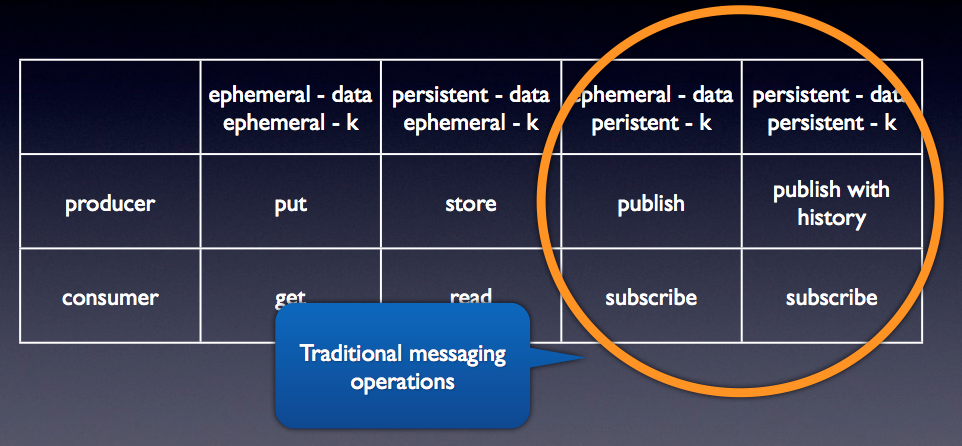 ephemeral - data persistent - data ephemeral - data persistent - data
ephemeral - k ephemeral - k peristent - k persistent - k
producer put store publish publish with
history
consumer get read subscribe subscribe
Traditional messaging
operations